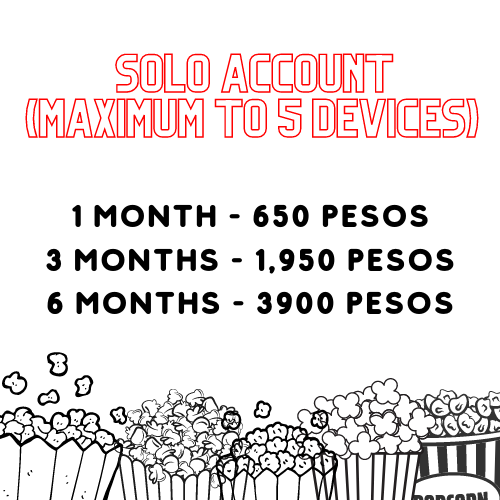 SOLO ACCOUNT
(MAXIMUM TO 5 DEVICES)
1 MONTH - 650 PESOS
3 MONTHS - 1,950 PESOS
6 MONTHS - 3900 PESOS
POPCORN